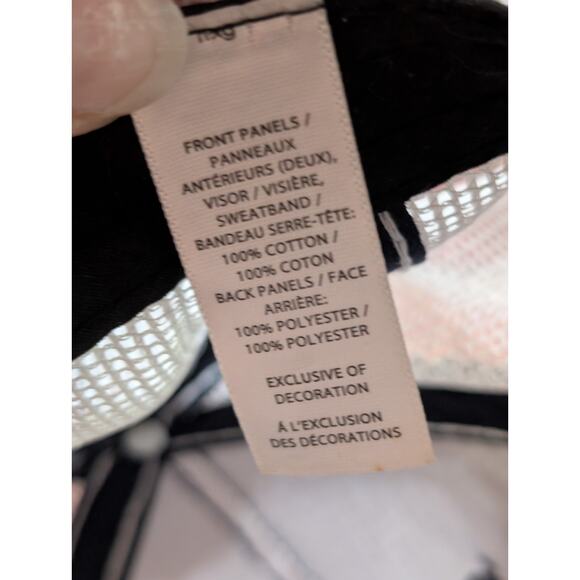 FRONT PANELS /
PANNEAUX
ANTÉRIEURS (DEUX),
VISOR / VISIÈRE,
SWEATBAND /
BANDEAU SERRE-TÊTE:
100% COTTON /
100% COTON
BACK PANELS / FACE
ARRIÈRE:
100% POLYESTER /
100% POLYESTER
EXCLUSIVE OF
DECORATION
Á L'EXCLUSION
DES DÉCORATIONS